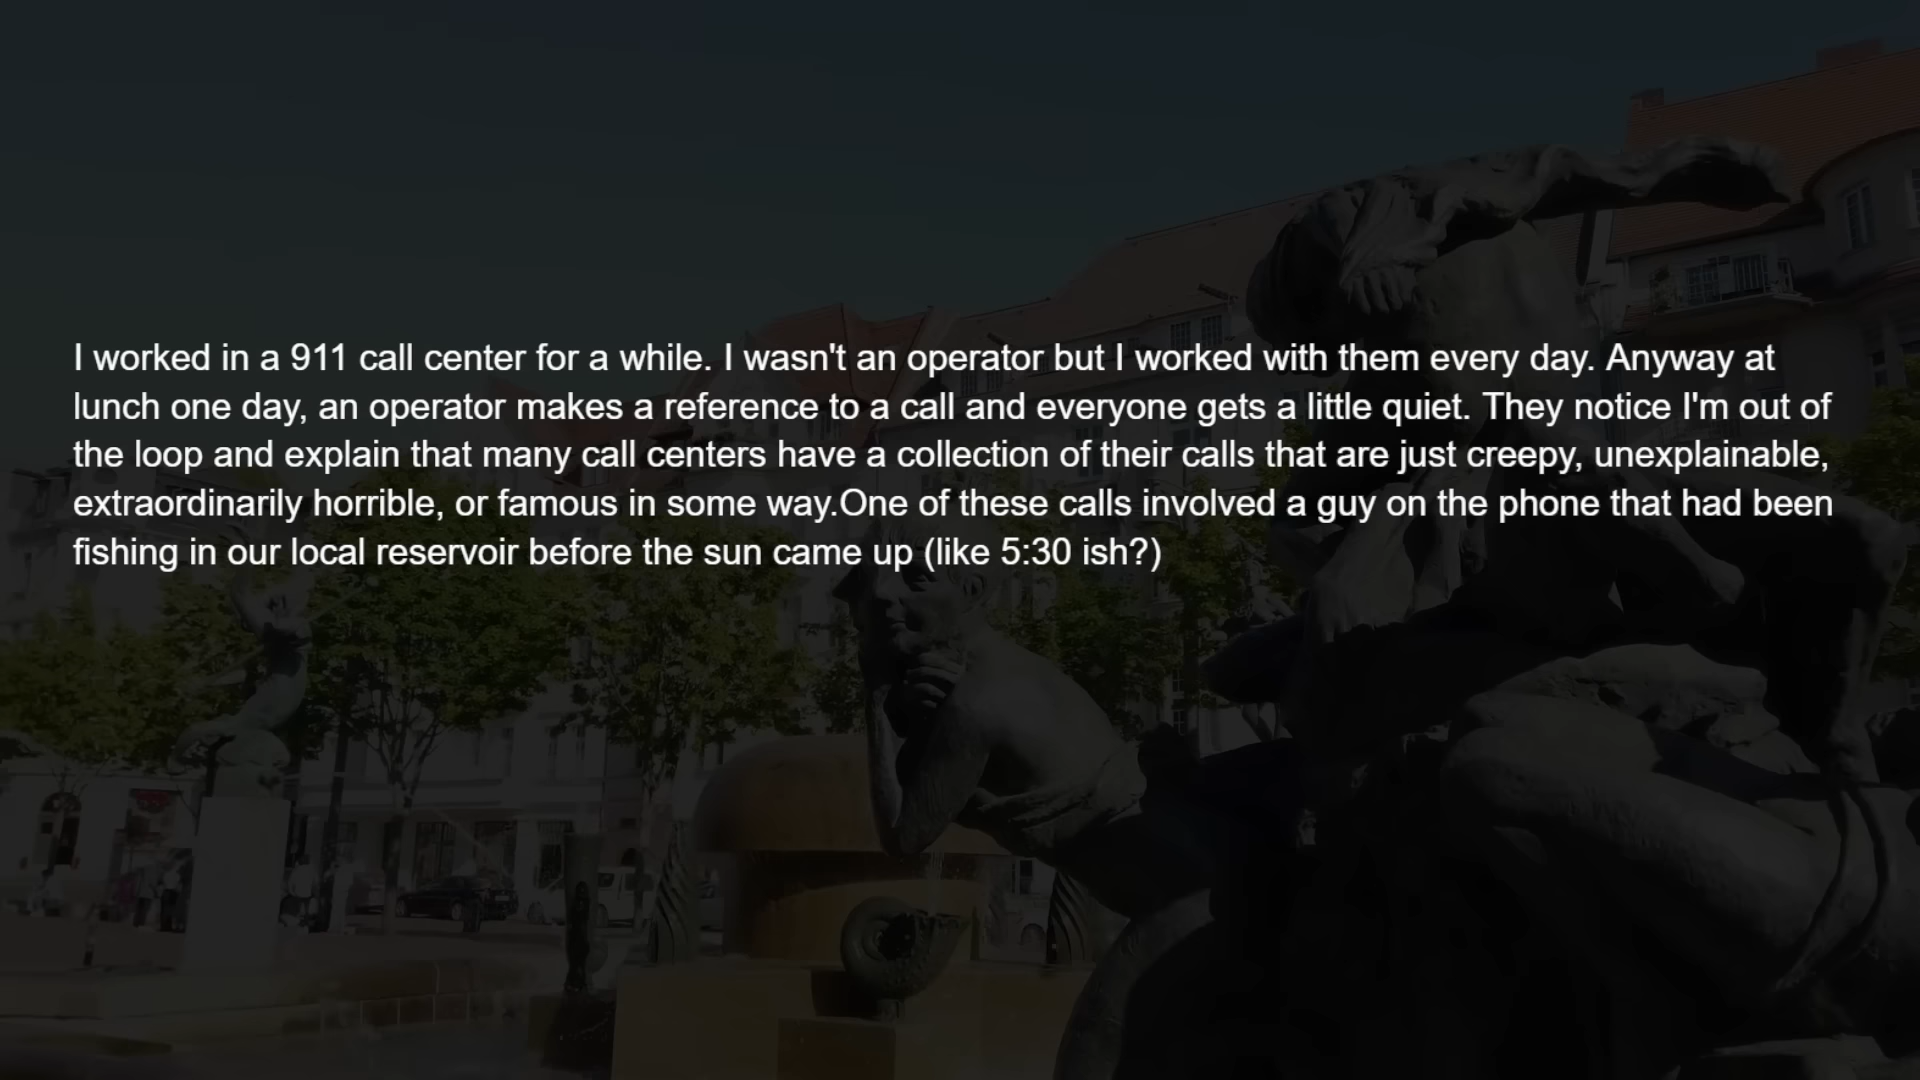 I worked in a 911 call center for a while. I wasn't an operator but I worked with them every day. Anyway at
lunch one day, an operator makes a reference to a call and everyone gets a little quiet. They notice I'm out of
the loop and explain that many call centers have a collection of their calls that are just creepy, unexplainable,
extraordinarily horrible, or famous in some way.One of these calls involved a guy on the phone that had been
fishing in our local reservoir before the sun came up (like 5:30 ish?)